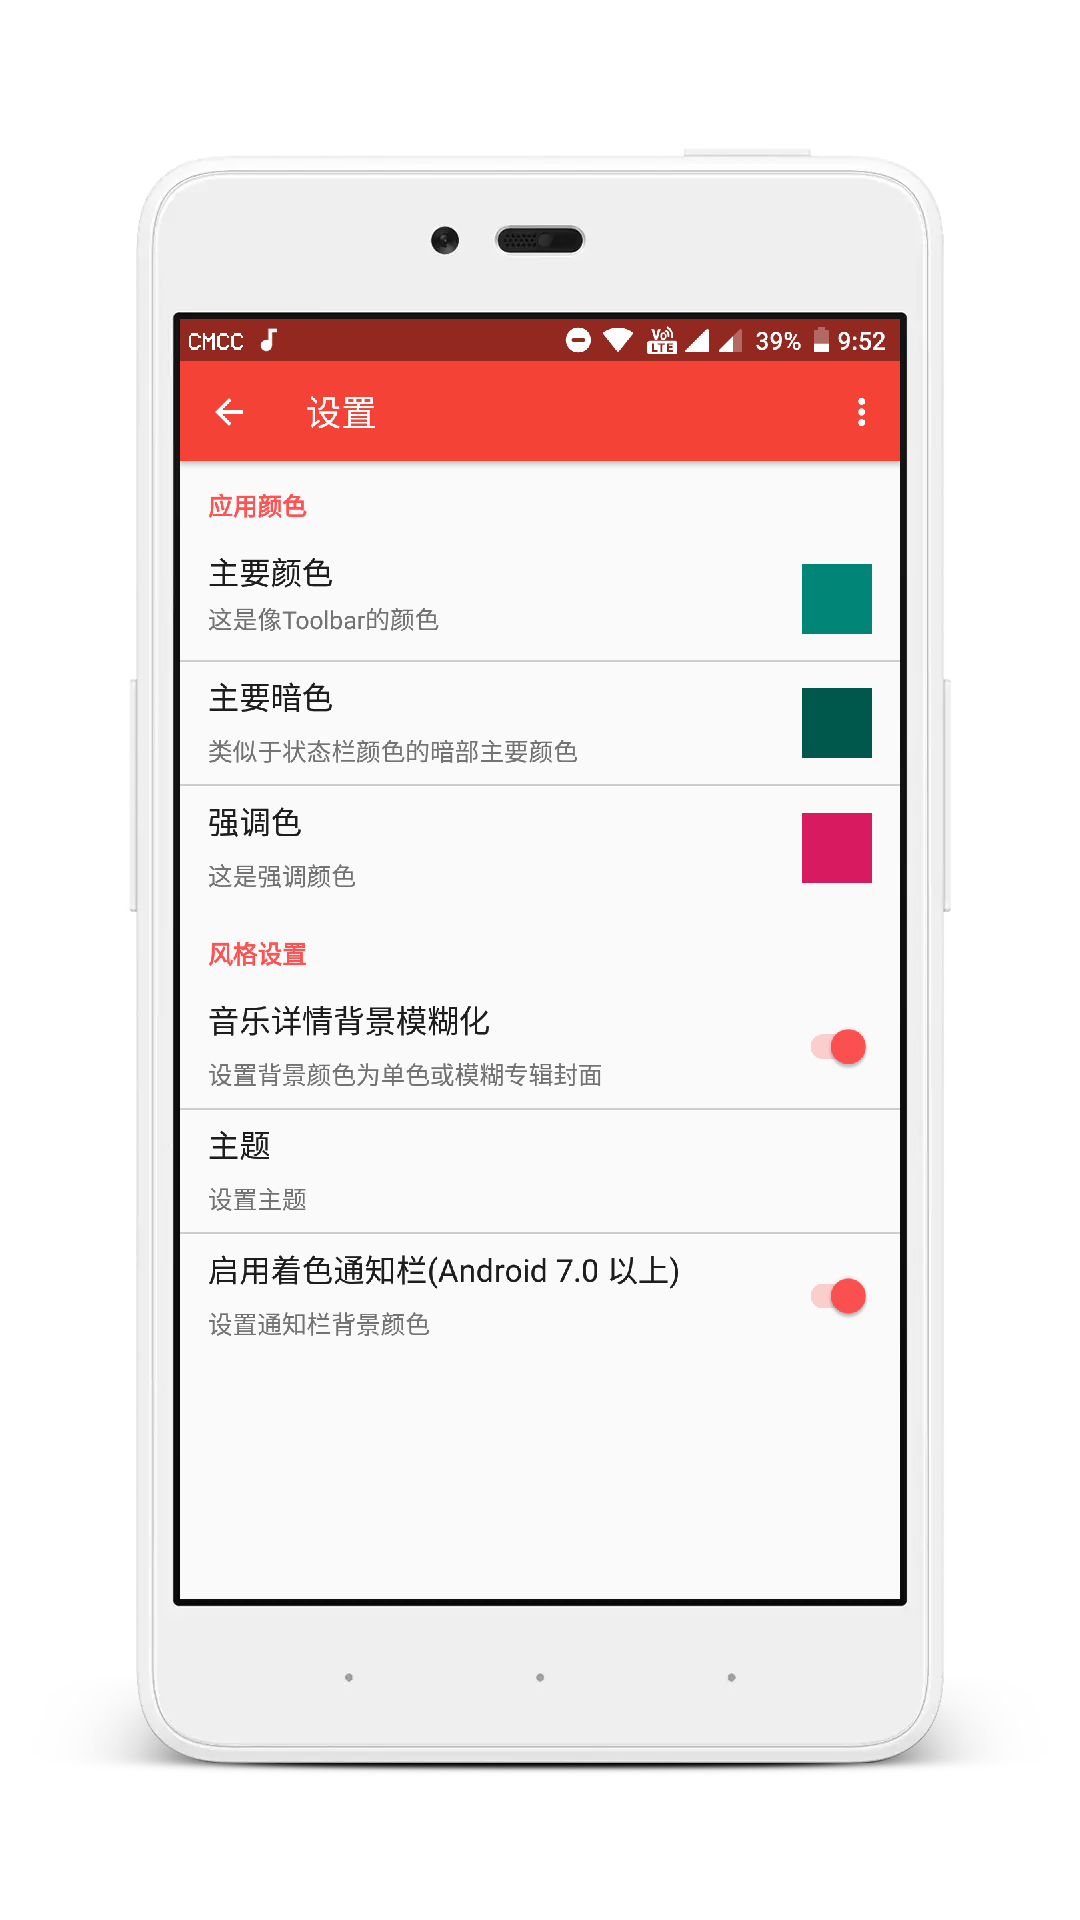 CMCC VoLTE 39% 9:52
设置
应用颜色
主要颜色
这是像Toolbar的颜色
主要暗色
类似于状态栏颜色的暗部主要颜色
强调色
这是强调颜色
风格设置
音乐详情背景模糊化
设置背景颜色为单色或模糊专辑封面
主题
设置主题
启用着色通知栏(Android 7.0 以上)
设置通知栏背景颜色